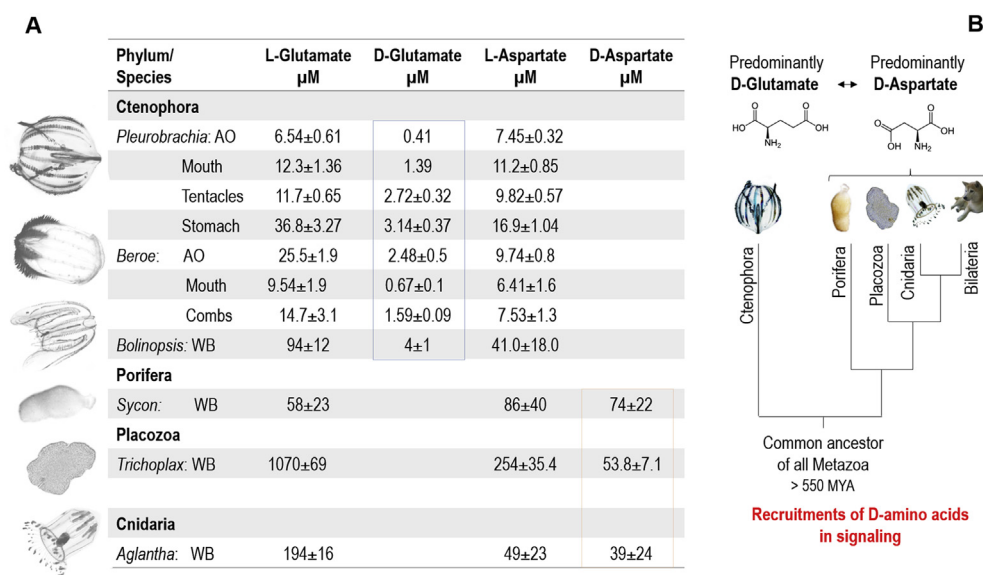 A
Phylum/ Species L-Glutamate µM D-Glutamate µM L-Aspartate µM D-Aspartate µM
Ctenophora
Pleurobrachia: AO 6.54±0.61 0.41 7.45±0.32
Mouth 12.3±1.36 1.39 11.2±0.85
Tentacles 11.7±0.65 2.72±0.32 9.82±0.57
Stomach 36.8±3.27 3.14±0.37 16.9±1.04
Beroe: AO 25.5±1.9 2.48±0.5 9.74±0.8
Mouth 9.54±1.9 0.67±0.1 6.41±1.6
Combs 14.7±3.1 1.59±0.09 7.53±1.3
Bolinopsis: WB 94±12 4±1 41.0±18.0
Porifera
Sycon: WB 58±23 86±40 74±22
Placozoa
Trichoplax: WB 1070±69 254±35.4 53.8±7.1
Cnidaria
Aglantha: WB 194±16 49±23 39±24
B
Predominantly
D-Glutamate
Predominantly
D-Aspartate
O O
HO OH
NH2
O O
OH
OH NH2
Ctenophora
Porifera
Placozoa
Cnidaria
Bilateria
Common ancestor
of all Metazoa
> 550 MYA
Recruitments of D-amino acids
in signaling